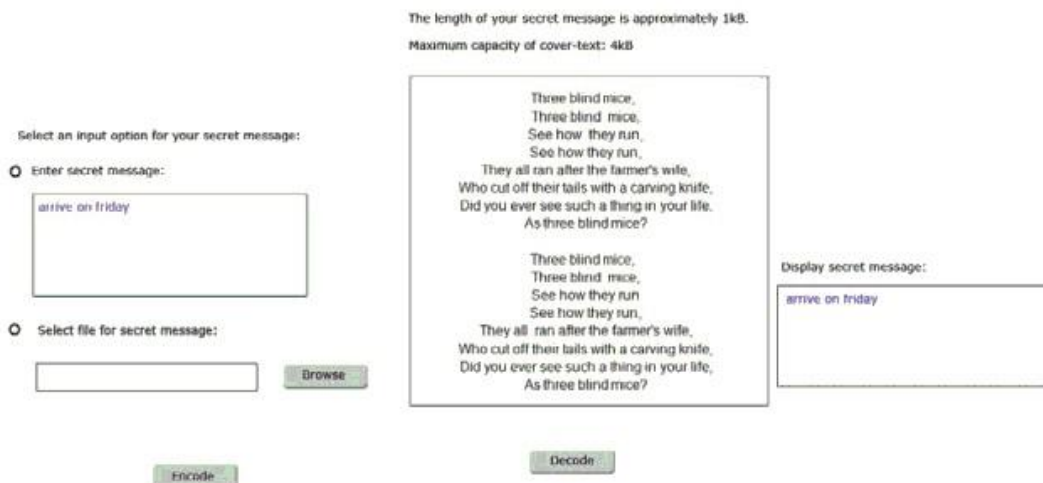 The length of your secret message is approximately 1kB.
Maximum capacity of cover-text: 4kB
Select an input option for your secret message:
Enter secret message:
arrive on friday
Select file for secret message:
Browse
Encode
Three blind mice,
Three blind  mice,
See how  they run,
See how they run,
They all ran after the farmer's wife,
Who cut off their tails with a carving knife,
Did you ever see such a thing in your life.
As three blind mice?
Three blind mice,
Three blind  mice,
See how they run
See how they run,
They all  ran after the farmer's wife,
Who cut off their tails with a carving knife,
Did you ever see such a thing in your life,
As three blind mice?
Decode
Display secret message:
arrive on friday